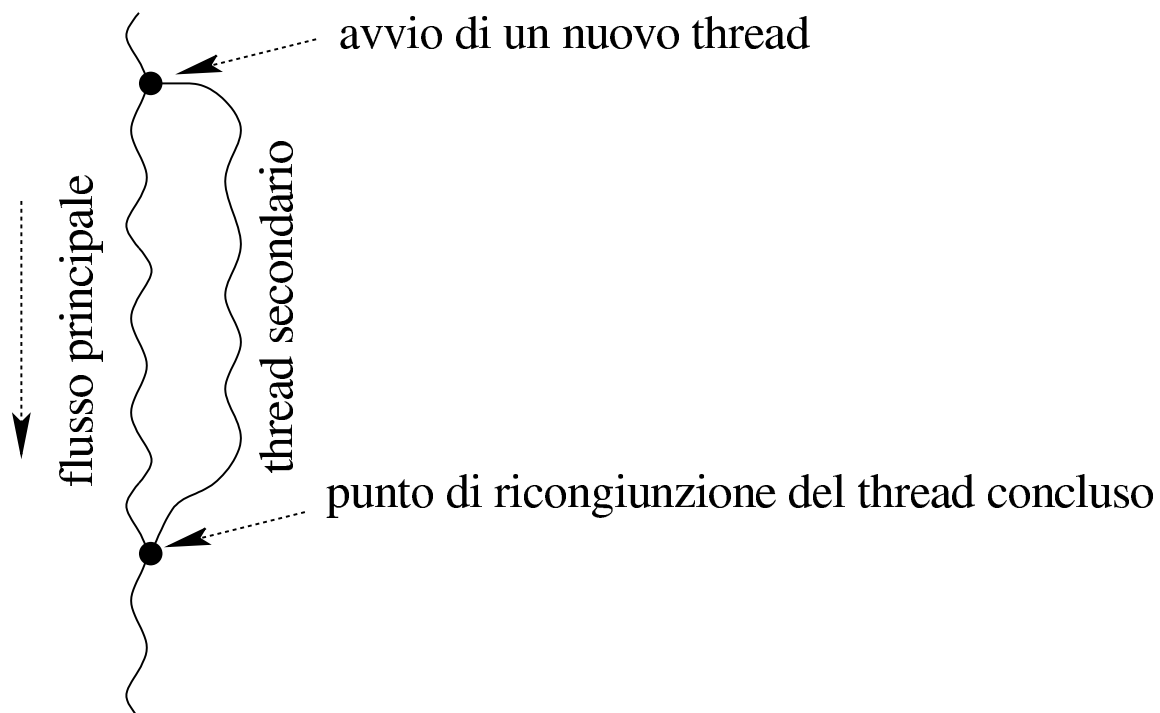 avvio di un nuovo thread
flusso principale
thread secondario
punto di ricongiunzione del thread concluso